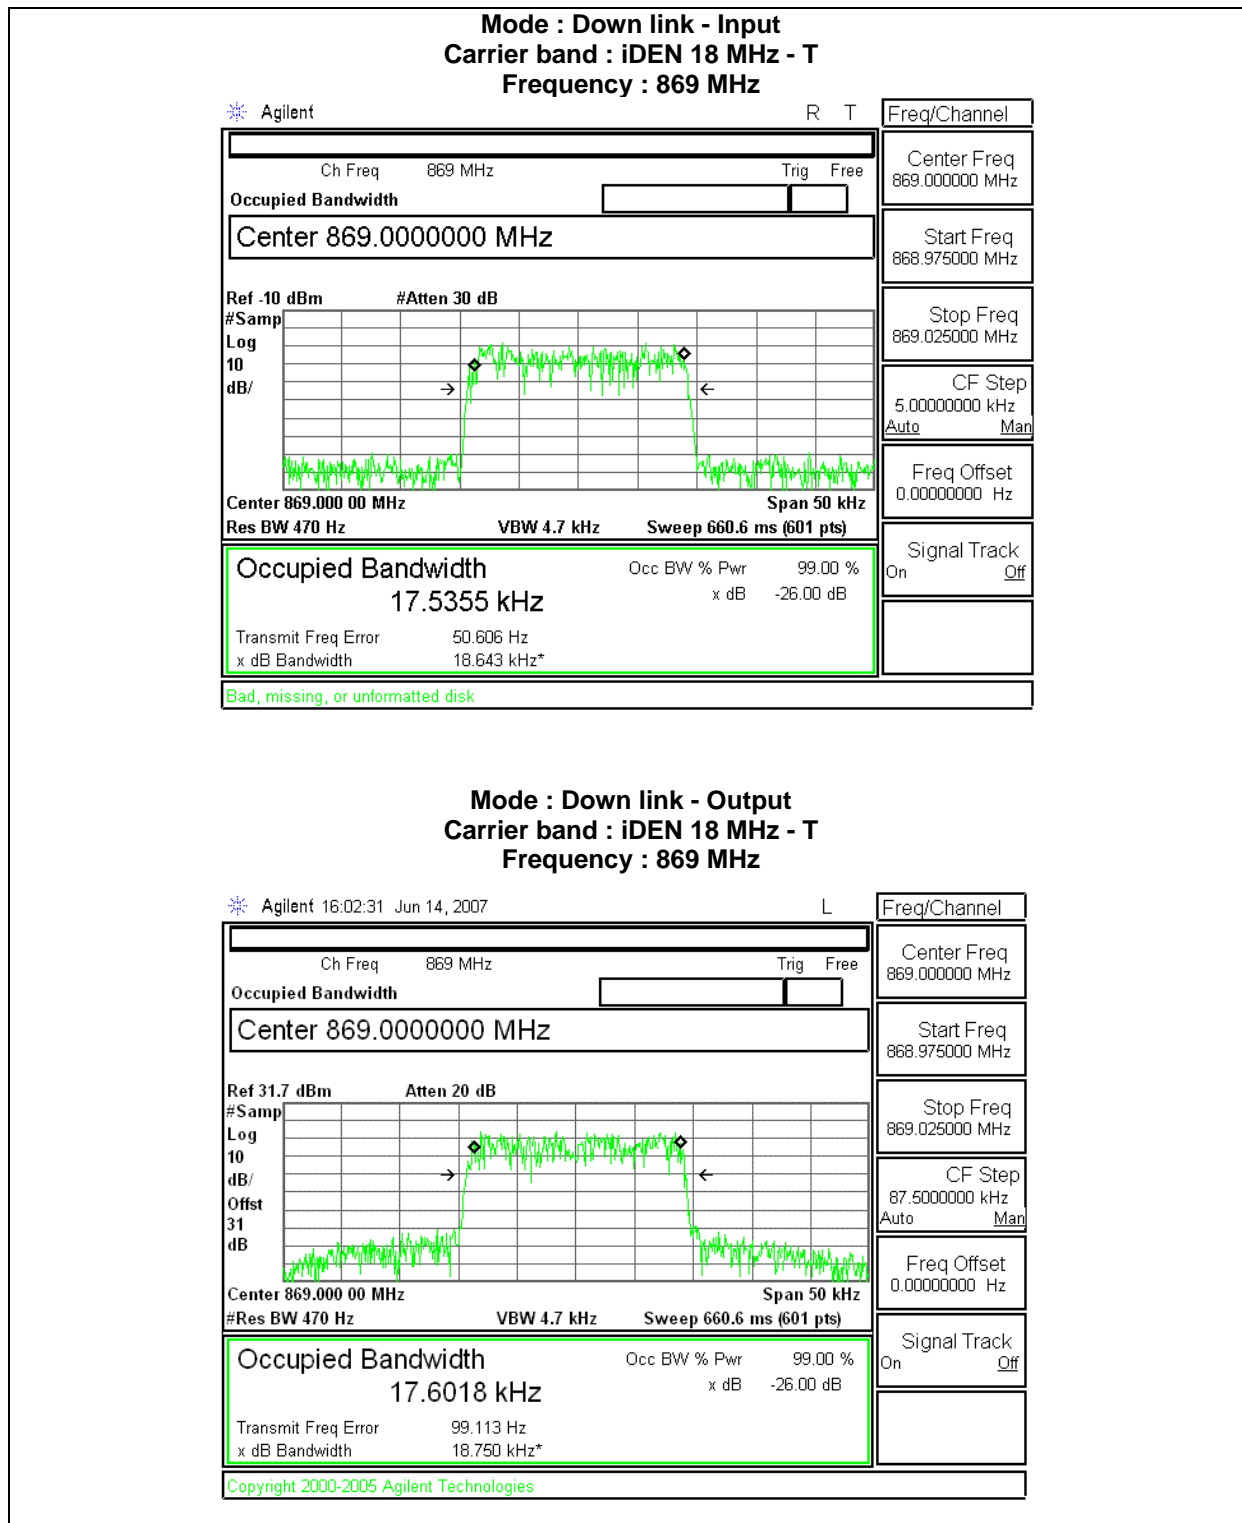 Mode : Down link - Input
Carrier band : iDEN 18 MHz - T
Frequency : 869 MHz
Agilent R T
Freq/Channel
Ch Freq 869 MHz Trig Free
Occupied Bandwidth
Center 869.0000000 MHz
Center Freq
869.000000 MHz
Start Freq
868.975000 MHz
Stop Freq
869.025000 MHz
CF Step
5.00000000 kHz
Auto Man
Freq Offset
0.00000000 Hz
Signal Track
On Off
Ref -10 dBm #Atten 30 dB
#Samp
Log
10
dB/
Center 869.000 00 MHz Span 50 kHz
Res BW 470 Hz VBW 4.7 kHz Sweep 660.6 ms (601 pts)
Occupied Bandwidth Occ BW % Pwr 99.00 %
17.5355 kHz x dB -26.00 dB
Transmit Freq Error 50.606 Hz
x dB Bandwidth 18.643 kHz*
Bad, missing, or unformatted disk
Mode : Down link - Output
Carrier band : iDEN 18 MHz - T
Frequency : 869 MHz
Agilent 16:02:31 Jun 14, 2007 L
Freq/Channel
Ch Freq 869 MHz Trig Free
Occupied Bandwidth
Center 869.0000000 MHz
Center Freq
869.000000 MHz
Start Freq
868.975000 MHz
Stop Freq
869.025000 MHz
CF Step
87.5000000 kHz
Auto Man
Freq Offset
0.00000000 Hz
Signal Track
On Off
Ref 31.7 dBm Atten 20 dB
#Samp
Log
10
dB/
Offst
31
dB
Center 869.000 00 MHz Span 50 kHz
#Res BW 470 Hz VBW 4.7 kHz Sweep 660.6 ms (601 pts)
Occupied Bandwidth Occ BW % Pwr 99.00 %
17.6018 kHz x dB -26.00 dB
Transmit Freq Error 99.113 Hz
x dB Bandwidth 18.750 kHz*
Copyright 2000-2005 Agilent Technologies